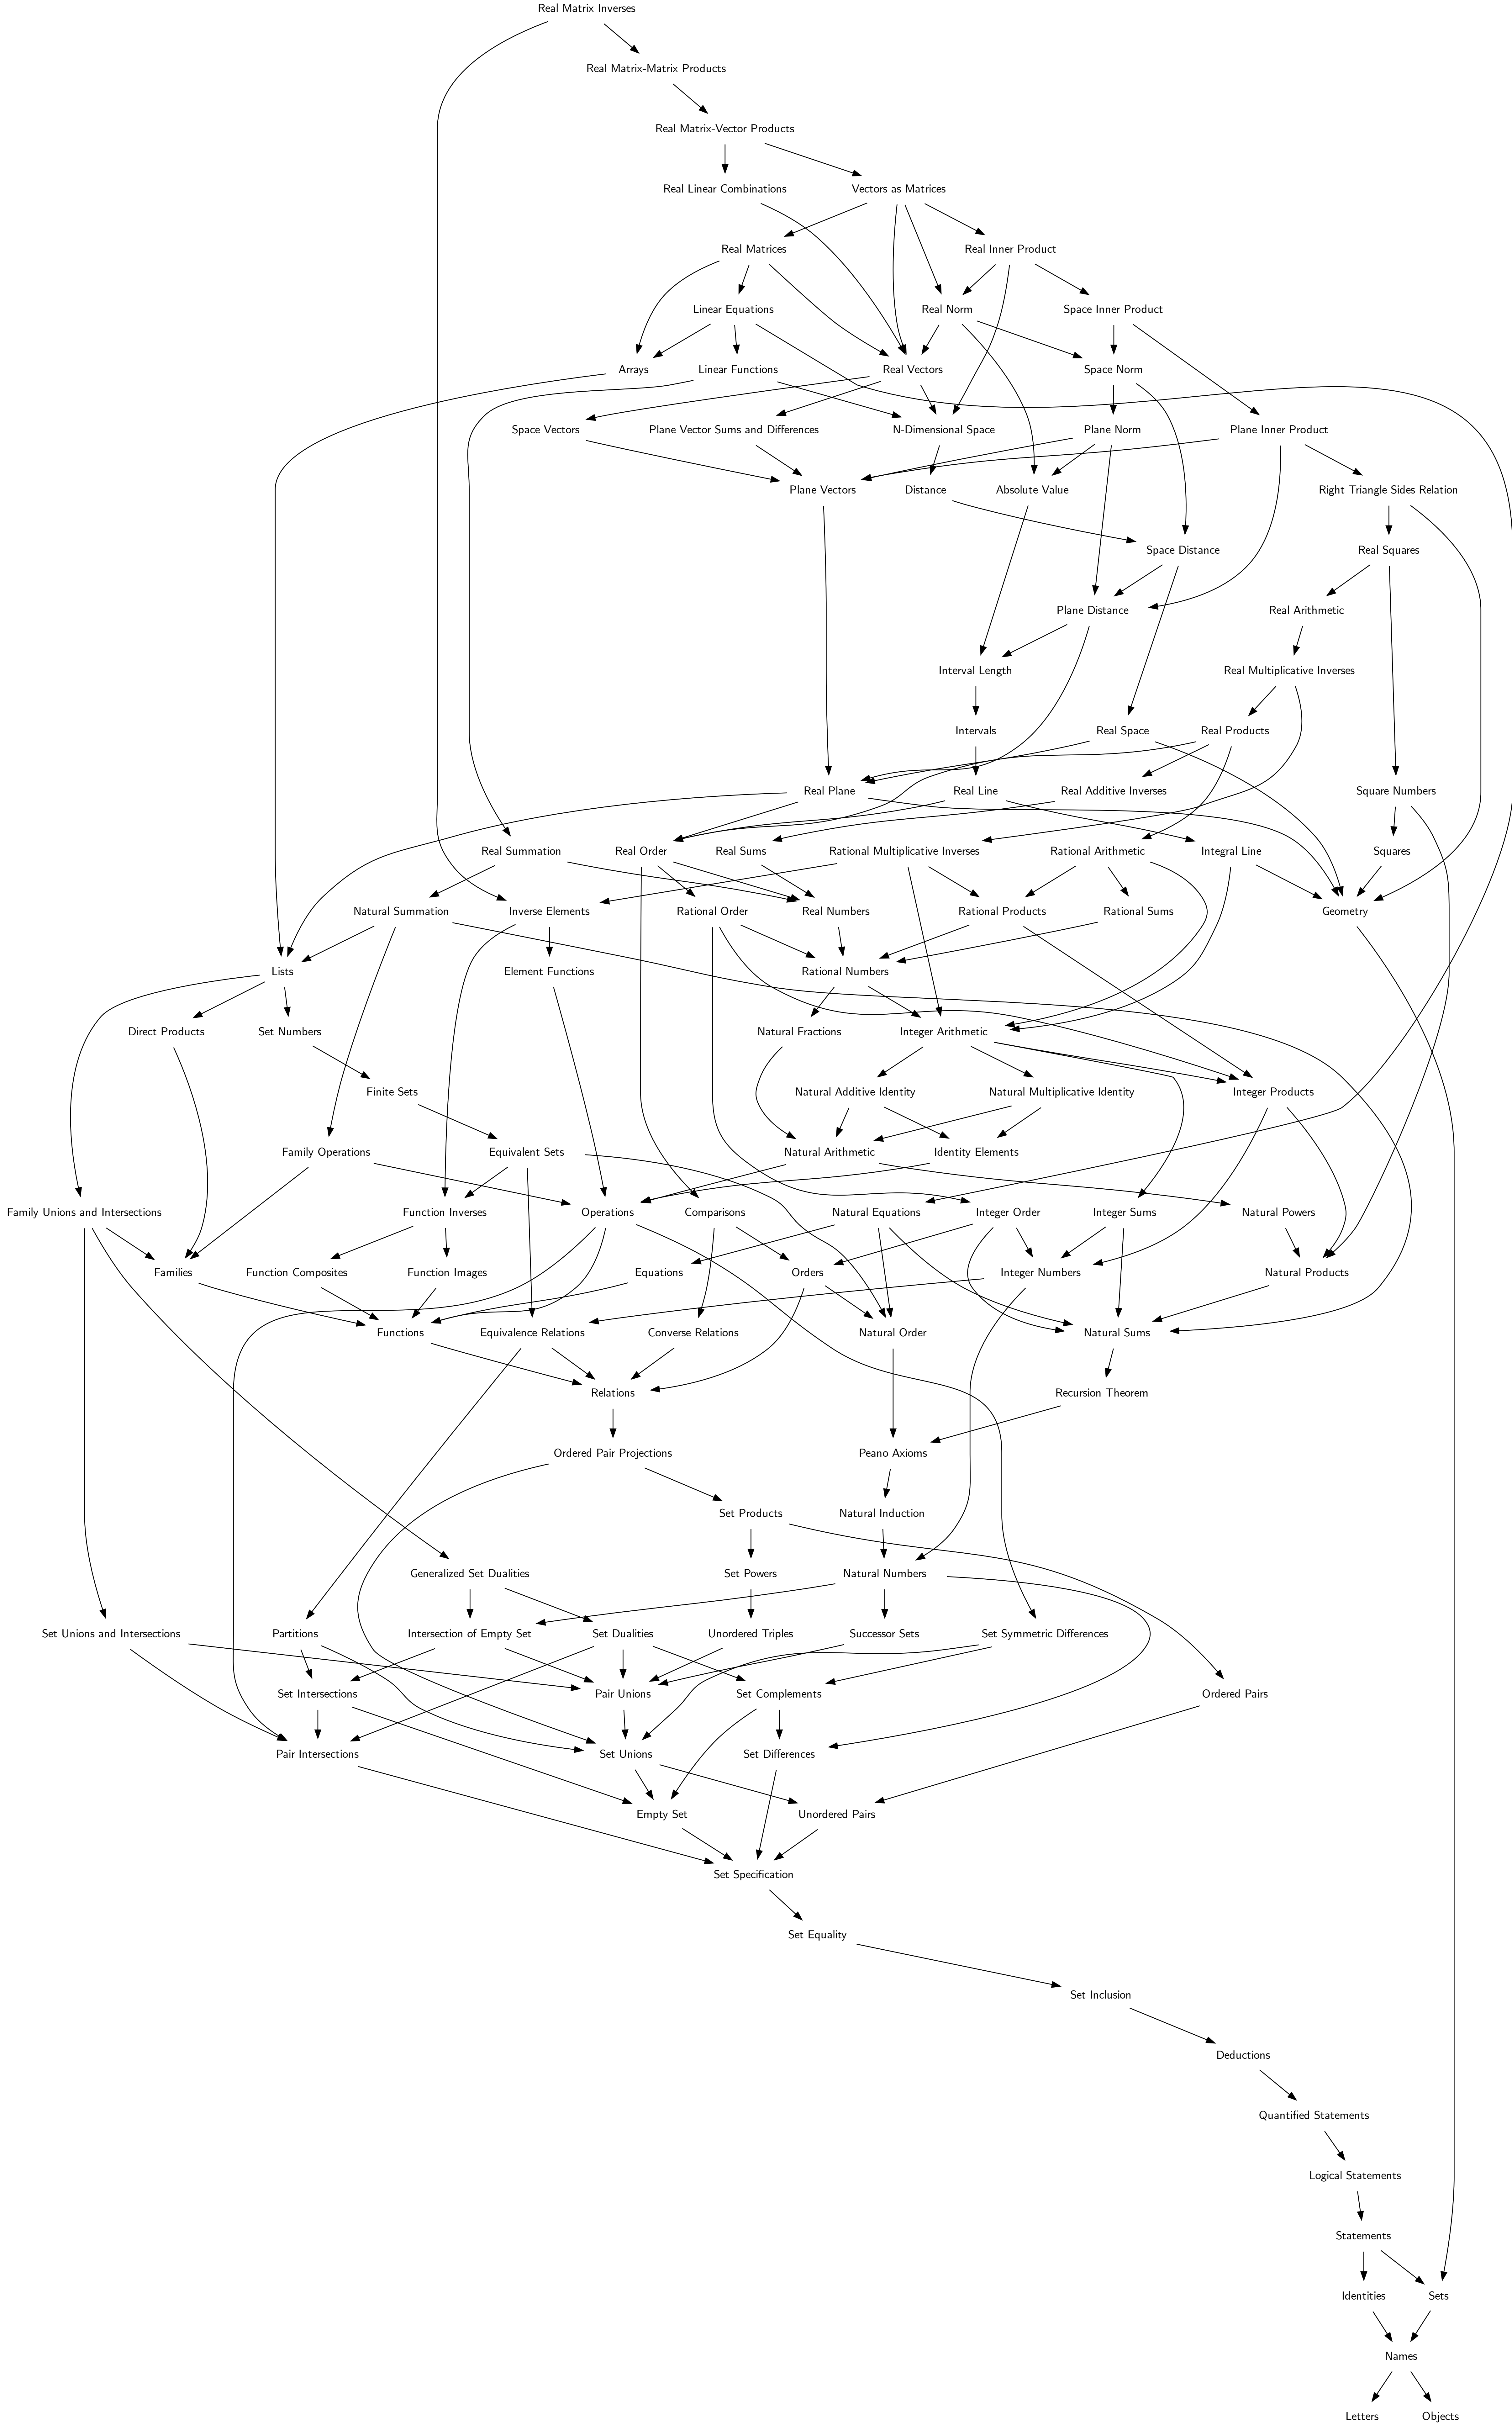 Real Matrix Inverses
Real Matrix-Matrix Products
Real Matrix-Vector Products
Real Linear Combinations
Vectors as Matrices
Real Matrices
Real Inner Product
Linear Equations
Real Norm
Space Inner Product
Arrays
Linear Functions
Real Vectors
Space Norm
Space Vectors
Plane Vector Sums and Differences
N-Dimensional Space
Plane Norm
Plane Inner Product
Plane Vectors
Distance
Absolute Value
Right Triangle Sides Relation
Space Distance
Real Squares
Plane Distance
Real Arithmetic
Interval Length
Real Multiplicative Inverses
Intervals
Real Space
Real Products
Real Plane
Real Line
Real Additive Inverses
Square Numbers
Real Summation
Real Order
Real Sums
Rational Multiplicative Inverses
Rational Arithmetic
Integral Line
Squares
Natural Summation
Inverse Elements
Rational Order
Real Numbers
Rational Products
Rational Sums
Geometry
Lists
Element Functions
Rational Numbers
Direct Products
Set Numbers
Natural Fractions
Integer Arithmetic
Finite Sets
Natural Additive Identity
Natural Multiplicative Identity
Integer Products
Family Operations
Equivalent Sets
Natural Arithmetic
Identity Elements
Family Unions and Intersections
Function Inverses
Operations
Comparisons
Natural Equations
Integer Order
Integer Sums
Natural Powers
Families
Function Composites
Function Images
Equations
Orders
Integer Numbers
Natural Products
Functions
Equivalence Relations
Converse Relations
Natural Order
Natural Sums
Relations
Recursion Theorem
Ordered Pair Projections
Peano Axioms
Set Products
Natural Induction
Generalized Set Dualities
Set Powers
Natural Numbers
Set Unions and Intersections
Partitions
Intersection of Empty Set
Set Dualities
Unordered Triples
Successor Sets
Set Symmetric Differences
Set Intersections
Pair Unions
Set Complements
Ordered Pairs
Pair Intersections
Set Unions
Set Differences
Empty Set
Unordered Pairs
Set Specification
Set Equality
Set Inclusion
Deductions
Quantified Statements
Logical Statements
Statements
Identities
Sets
Names
Letters
Objects